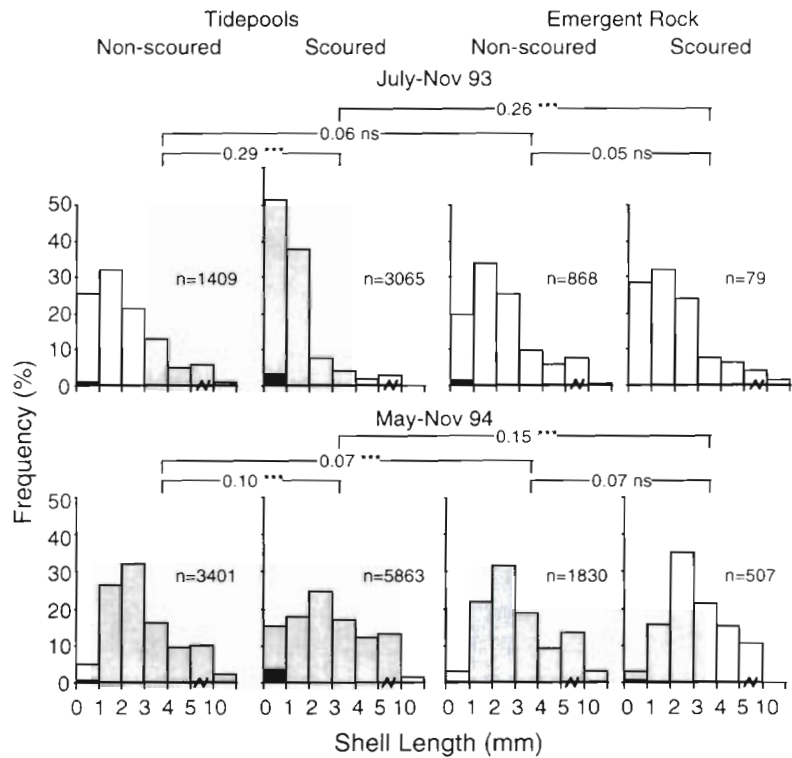 Tidepools Emergent Rock
Non-scoured Scoured Non-scoured Scoured
July-Nov 93
0.26 ***
0.06 ns
0.29 *** 0.05 ns
50
40
30
20
10
0
n=1409 n=3065 n=868 n=79
Frequency (%)
May-Nov 94
0.15 ***
0.07 ***
0.10 *** 0.07 ns
50
40
30
20
10
0
n=3401 n=5863 n=1830 n=507
0 1 2 3 4 5 10 0 1 2 3 4 5 10 0 1 2 3 4 5 10 0 1 2 3 4 5 10
Shell Length (mm)